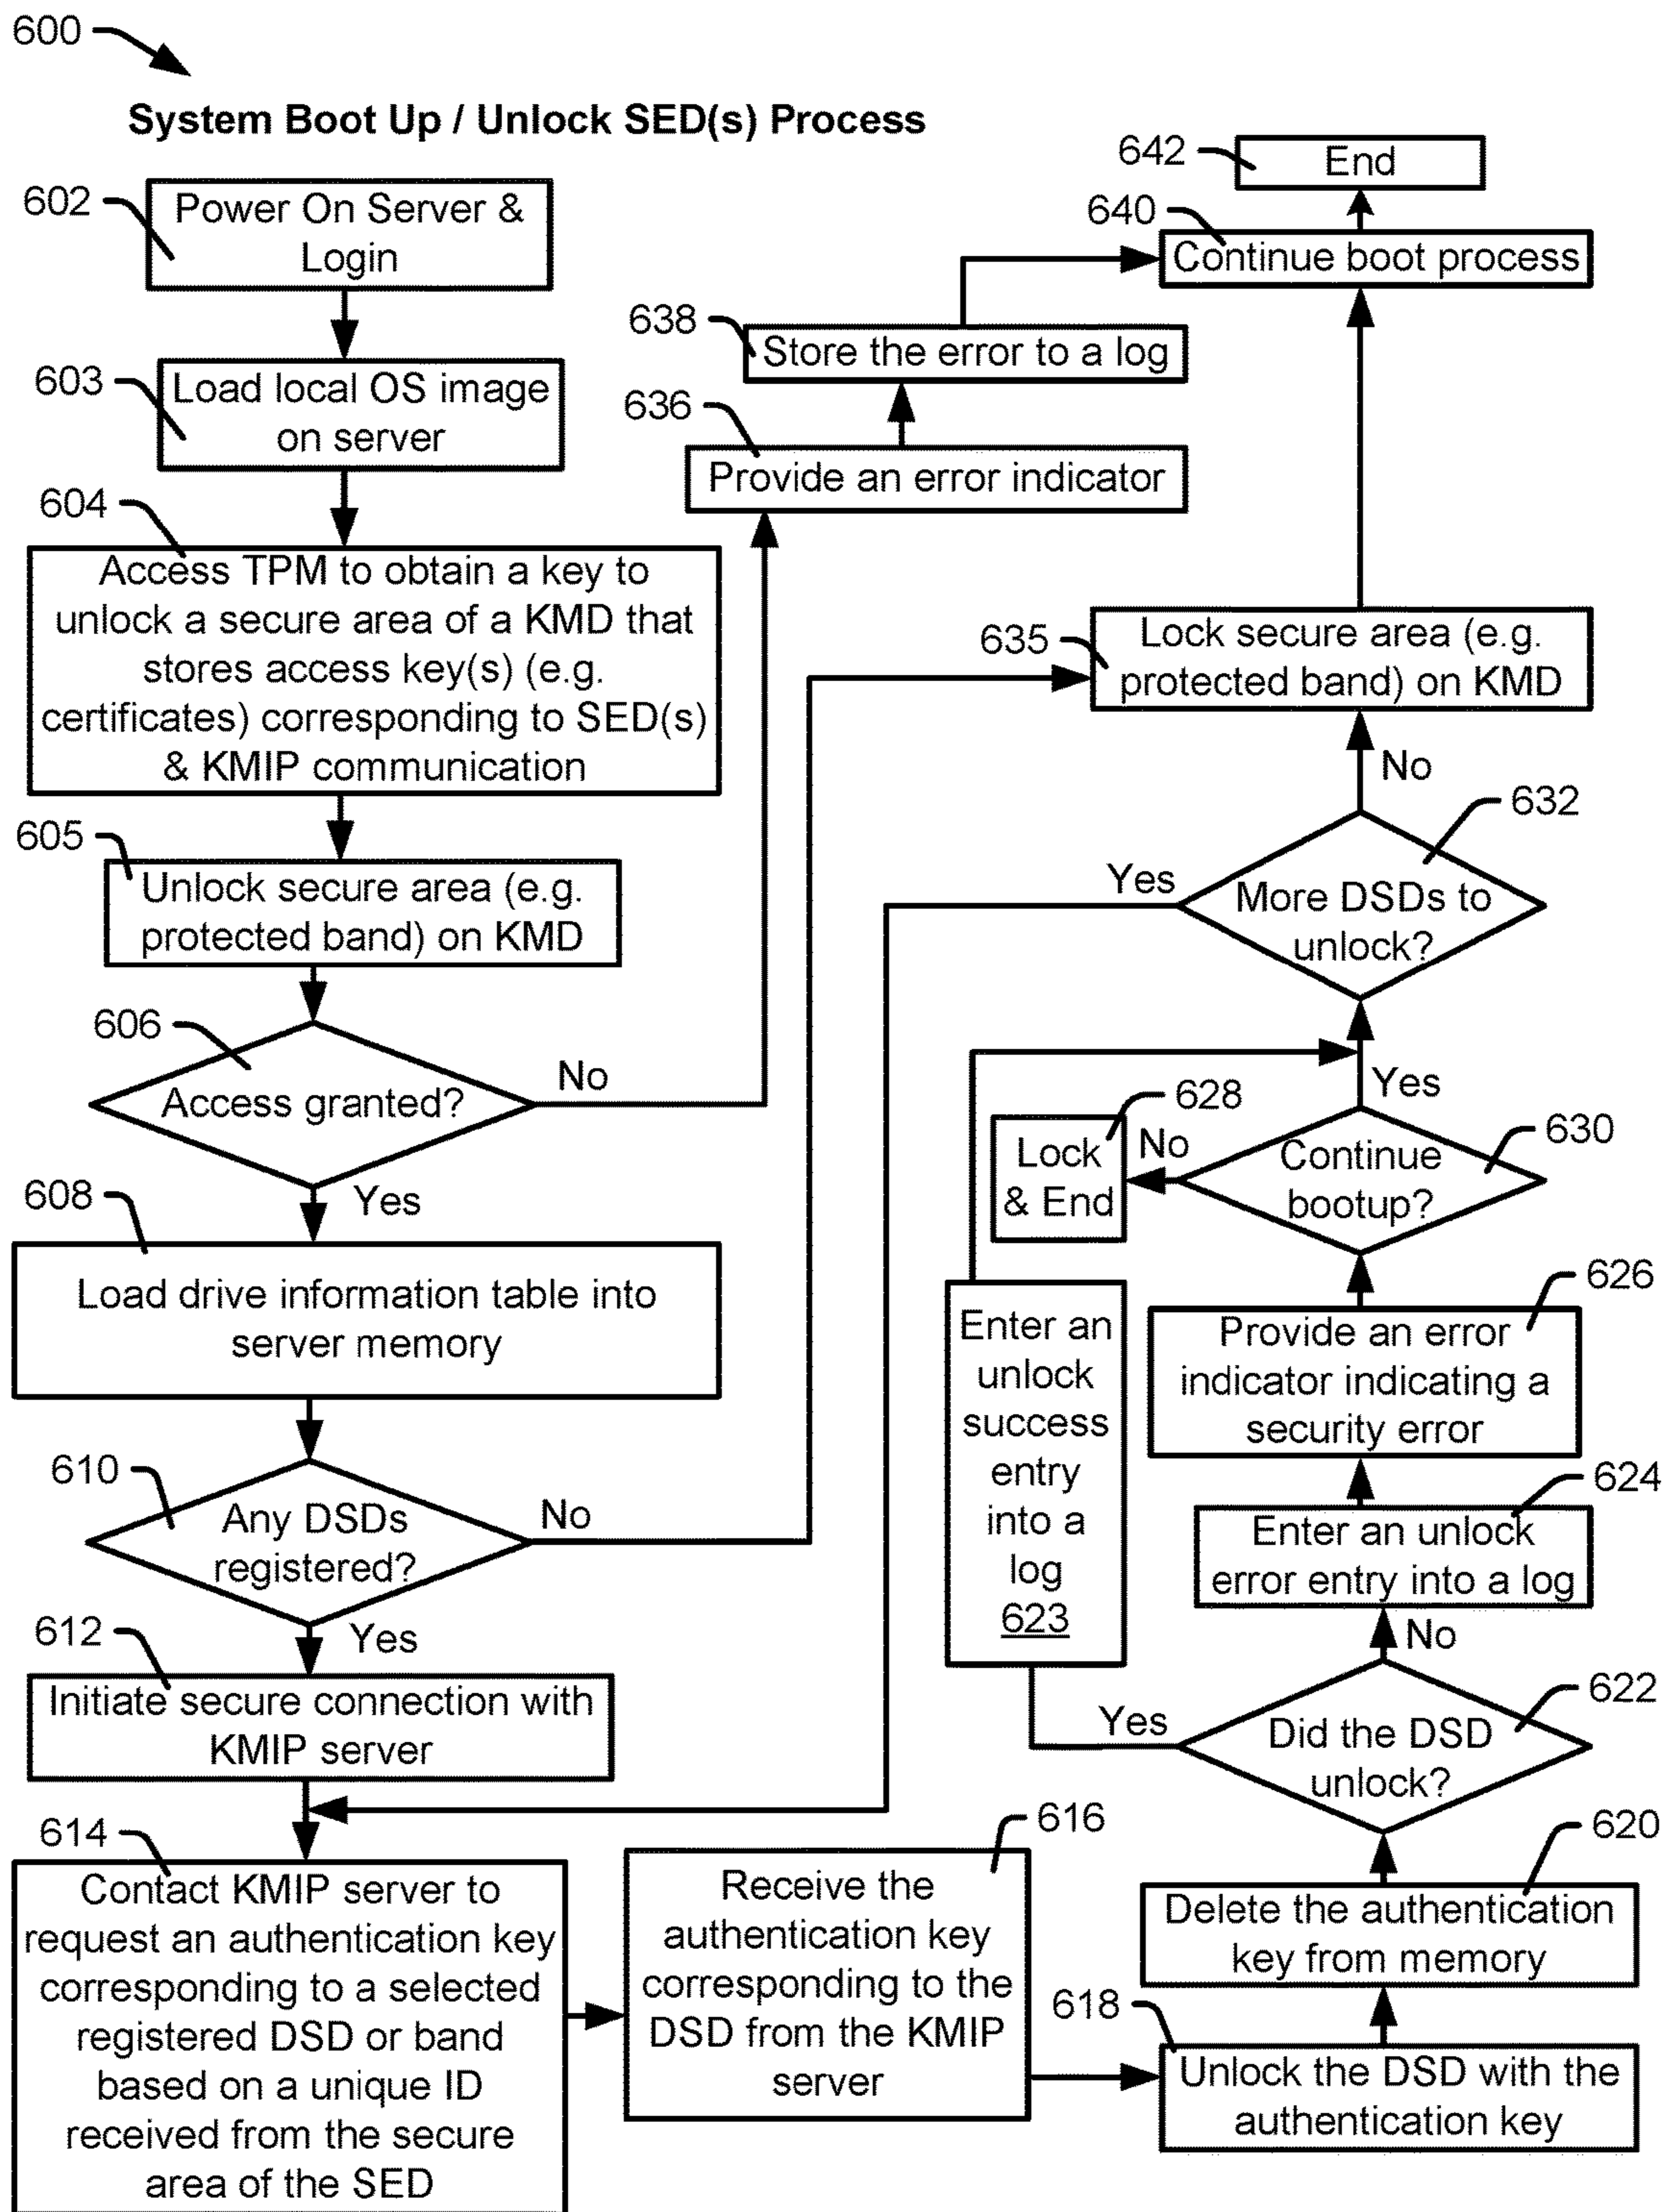 600
System Boot Up / Unlock SED(s) Process
602
Power On Server &
Login
603
Load local OS image
on server
604
Access TPM to obtain a key to
unlock a secure area of a KMD that
stores access key(s) (e.g.
certificates) corresponding to SED(s)
& KMIP communication
605
Unlock secure area (e.g.
protected band) on KMD
606
Access granted?
No
Yes
608
Load drive information table into
server memory
610
Any DSDs
registered?
No
Yes
612
Initiate secure connection with
KMIP server
614
Contact KMIP server to
request an authentication key
corresponding to a selected
registered DSD or band
based on a unique ID
received from the secure
area of the SED
616
Receive the
authentication key
corresponding to the
DSD from the KMIP
server
618
Unlock the DSD with the
authentication key
620
Delete the authentication
key from memory
622
Did the DSD
unlock?
Yes
No
Enter an
unlock
success
entry
into a
log
623
624
Enter an unlock
error entry into a log
626
Provide an error
indicator indicating a
security error
630
Continue
bootup?
No
Yes
628
Lock
& End
632
More DSDs to
unlock?
Yes
No
635
Lock secure area (e.g.
protected band) on KMD
636
Provide an error indicator
638
Store the error to a log
640
Continue boot process
642
End